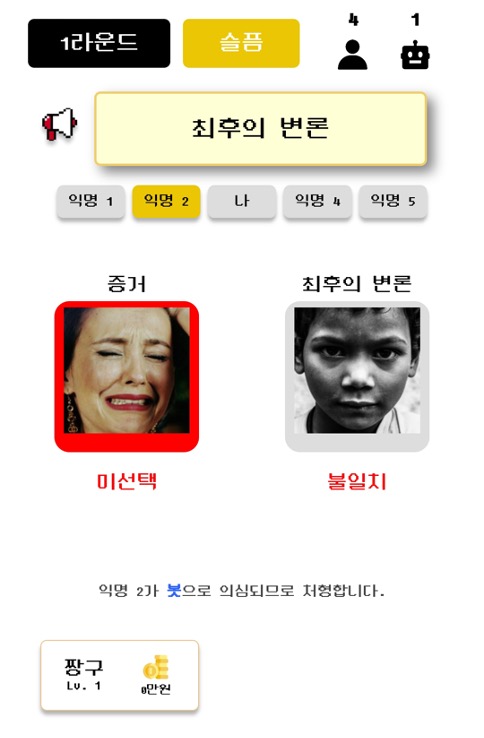 1라운드
슬픔
4
1
최후의 변론
익명 1
익명 2
나
익명 4
익명 5
증거
최후의 변론
미선택
불일치
익명 2가 봇으로 의심되므로 처형합니다.
짱구
Lv. 1
0만원